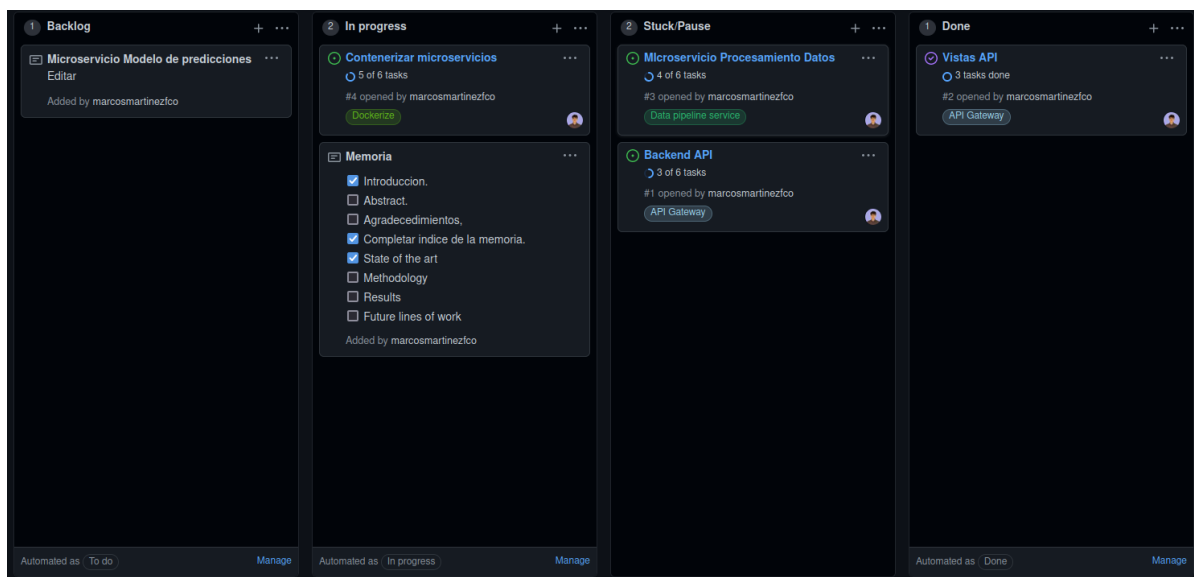 1 Backlog
Microservicio Modelo de predicciones
Editar
Added by marcosmartinezfco
Automated as To do
Manage
2 In progress
Contenerizar microservicios
5 of 6 tasks
#4 opened by marcosmartinezfco
Dockerize
Memoria
Introduccion.
Abstract.
Agradecedimientos,
Completar indice de la memoria.
State of the art
Methodology
Results
Future lines of work
Added by marcosmartinezfco
Automated as In progress
Manage
2 Stuck/Pause
MIcroservicio Procesamiento Datos
4 of 6 tasks
#3 opened by marcosmartinezfco
Data pipeline service
Backend API
3 of 6 tasks
#1 opened by marcosmartinezfco
API Gateway
1 Done
Vistas API
3 tasks done
#2 opened by marcosmartinezfco
API Gateway
Automated as Done
Manage